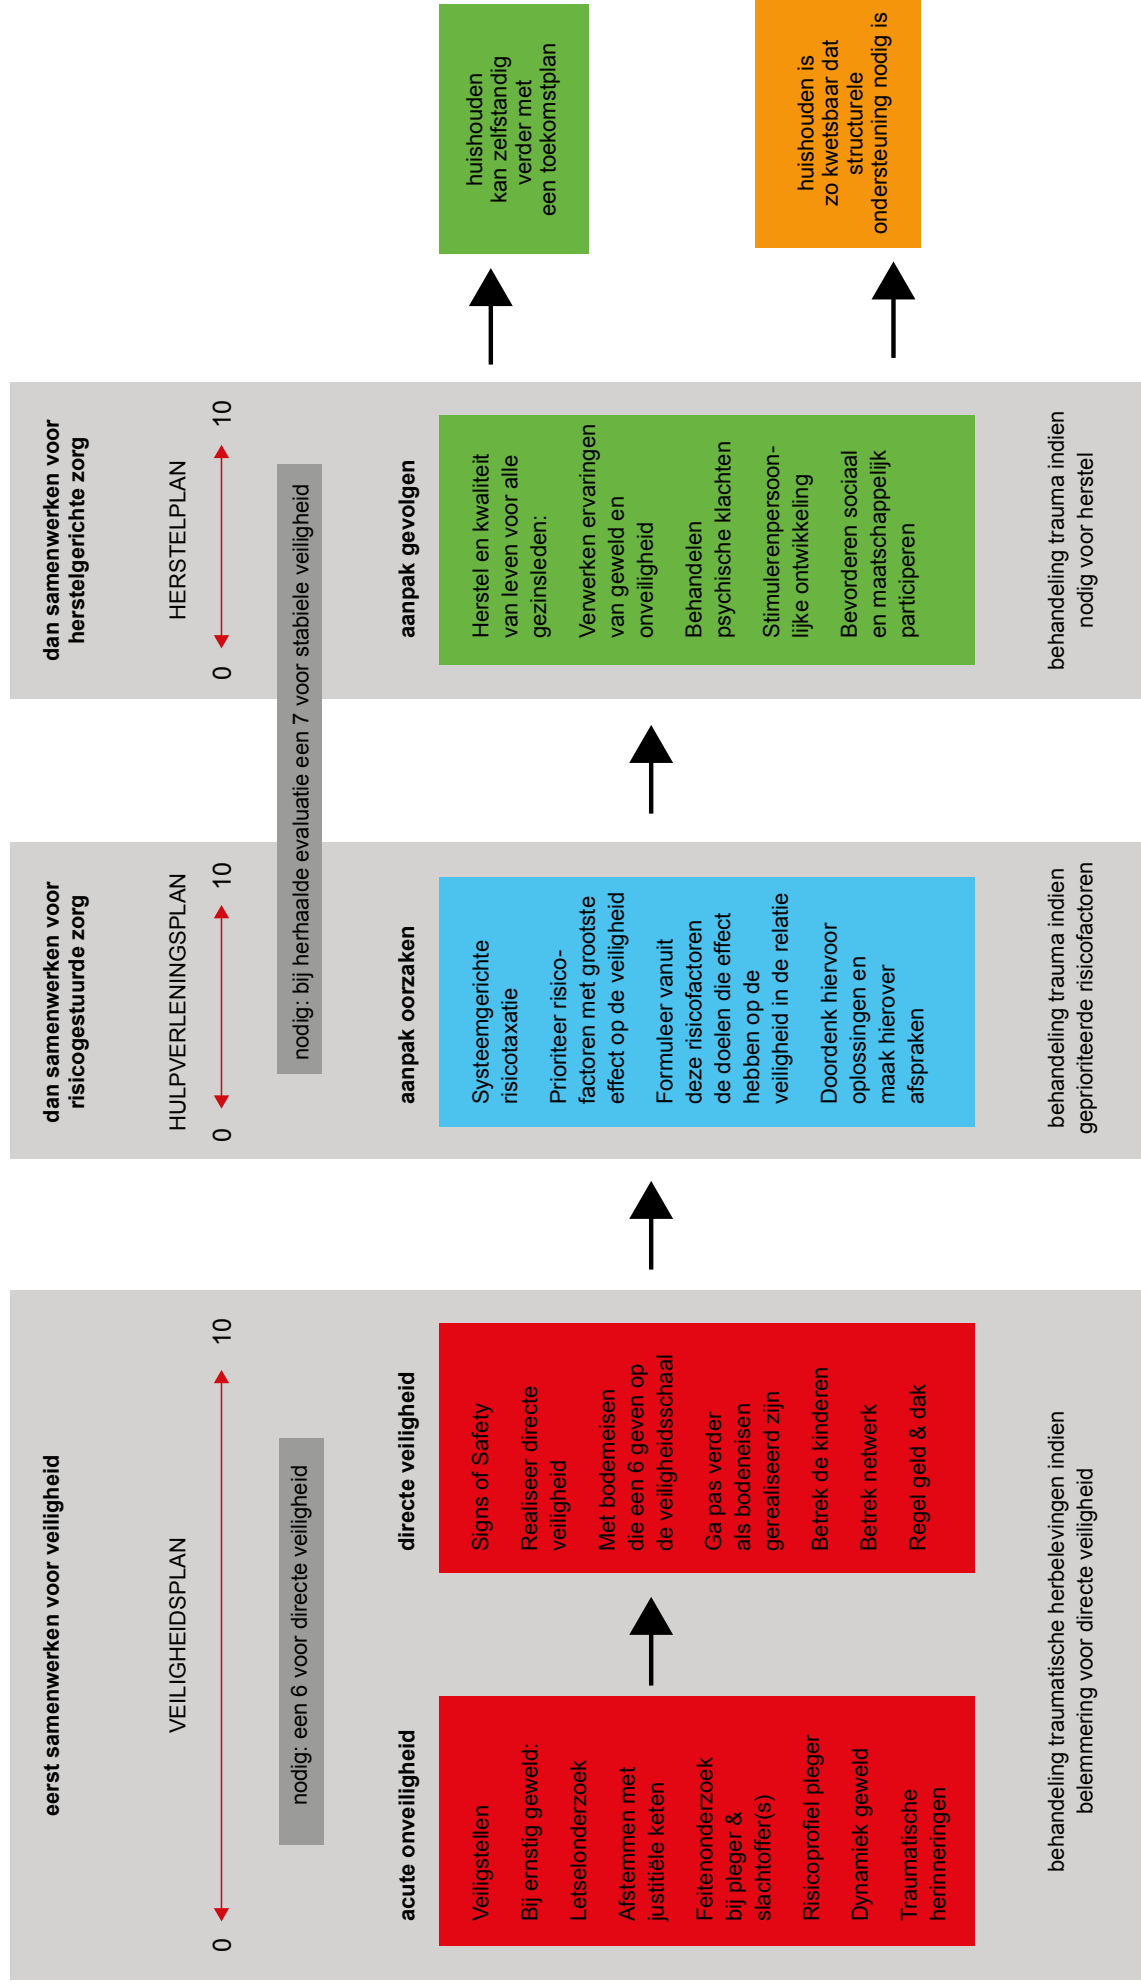 eerst samenwerken voor veiligheid
VEILIGHEIDSPLAN
0
10
nodig: een 6 voor directe veiligheid
acute onveiligheid
Veiligstellen
Bij ernstig geweld:
Letselonderzoek
Afstemmen met
justitiële keten
Feitenonderzoek
bij pleger &
slachtoffer(s)
Risicoprofiel pleger
Dynamiek geweld
Traumatische
herinneringen
directe veiligheid
Signs of Safety
Realiseer directe
veiligheid
Met bodemeisen
die een 6 geven op
de veiligheidsschaal
Ga pas verder
als bodeneisen
gerealiseerd zijn
Betrek de kinderen
Betrek netwerk
Regel geld & dak
behandeling traumatische herbelevingen indien
belemmering voor directe veiligheid
dan samenwerken voor
risicogestuurde zorg
HULPVERLENINGSPLAN
0
10
nodig: bij herhaalde evaluatie een 7 voor stabiele veiligheid
aanpak oorzaken
Systeemgerichte
risicotaxatie
Prioriteer risico-
factoren met grootste
effect op de veiligheid
Formuleer vanuit
deze risicofactoren
de doelen die effect
hebben op de
veiligheid in de relatie
Doordenk hiervoor
oplossingen en
maak hierover
afspraken
behandeling trauma indien
geprioriteerde risicofactoren
dan samenwerken voor
herstelgerichte zorg
HERSTELPLAN
0
10
aanpak gevolgen
Herstel en kwaliteit
van leven voor alle
gezinsleden:
Verwerken ervaringen
van geweld en
onveiligheid
Behandelen
psychische klachten
Stimulerenpersoon-
lijke ontwikkeling
Bevorderen sociaal
en maatschappelijk
participeren
behandeling trauma indien
nodig voor herstel
huishouden
kan zelfstandig
verder met
een toekomstplan
huishouden is
zo kwetsbaar dat
structurele
ondersteuning nodig is